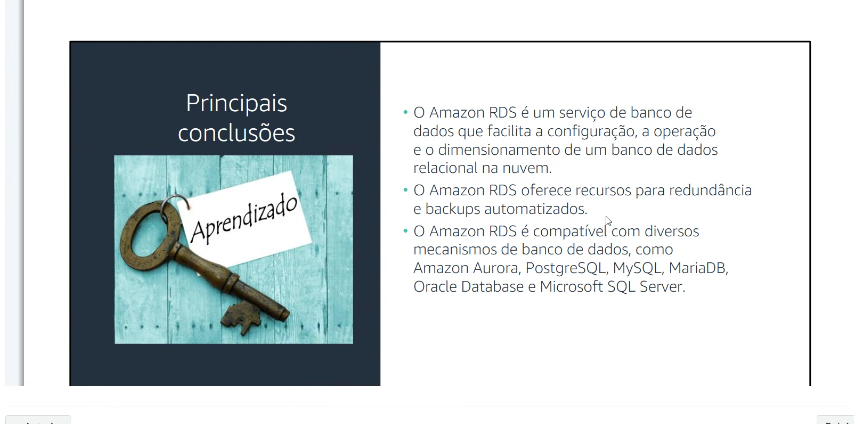 Principais
conclusões
Aprendizado
• O Amazon RDS é um serviço de banco de
dados que facilita a configuração, a operação
e o dimensionamento de um banco de dados
relacional na nuvem.
• O Amazon RDS oferece recursos para redundância
e backups automatizados.
• O Amazon RDS é compatível com diversos
mecanismos de banco de dados, como
Amazon Aurora, PostgreSQL, MySQL, MariaDB,
Oracle Database e Microsoft SQL Server.